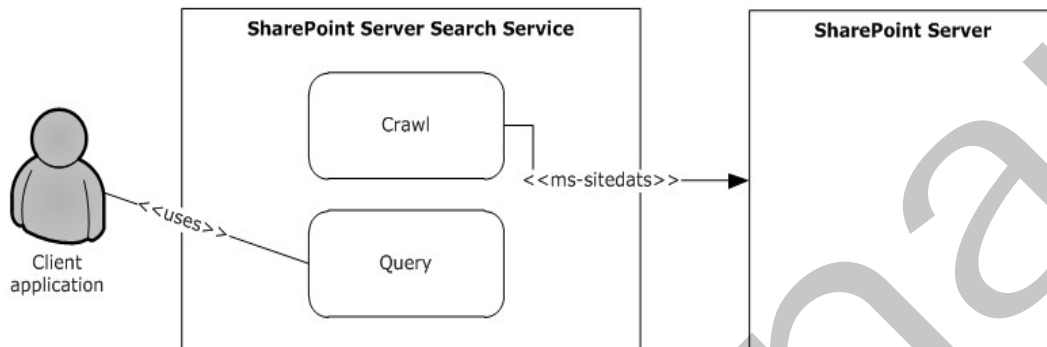 SharePoint Server Search Service
SharePoint Server
Crawl
<<ms-sitedats>>
<<uses>>
Query
Client
application